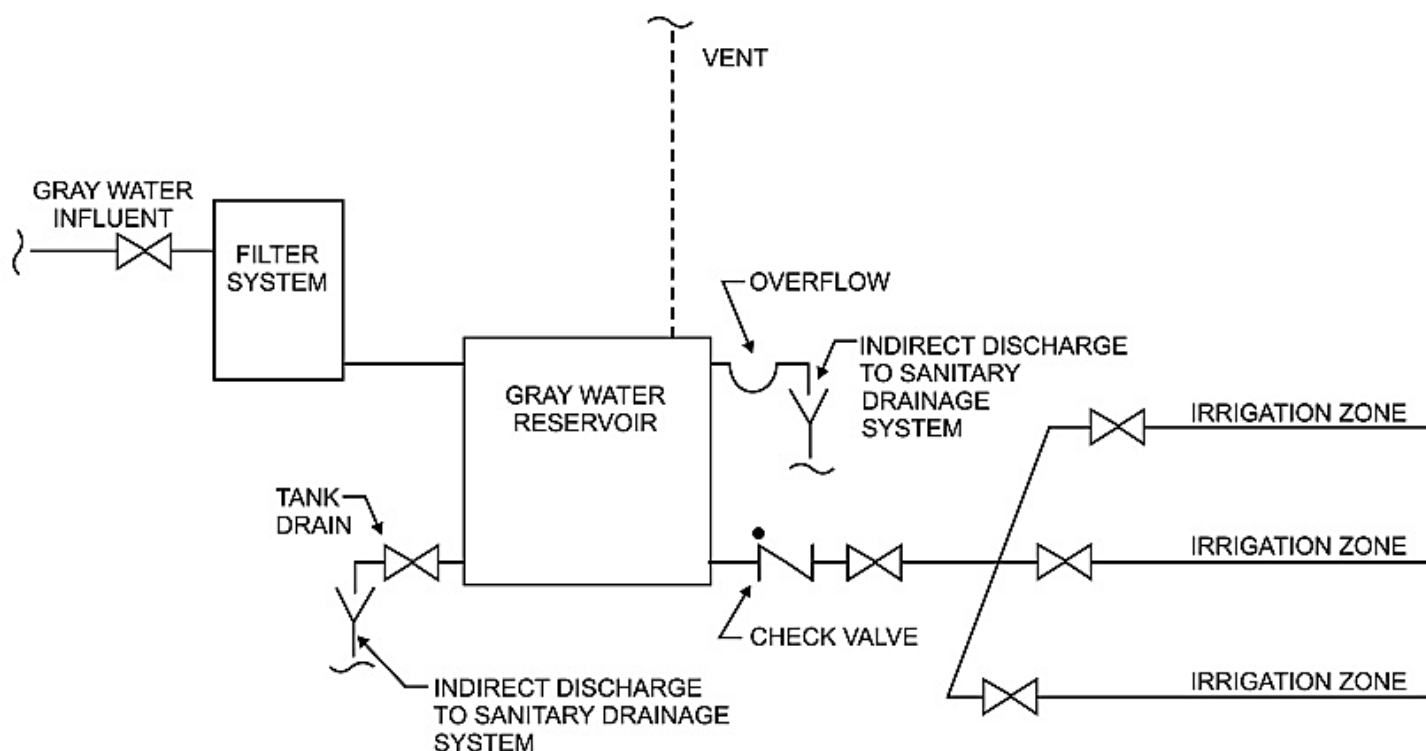 VENT
GRAY WATER
INFLUENT
FILTER
SYSTEM
OVERFLOW
INDIRECT DISCHARGE
TO SANITARY
DRAINAGE
SYSTEM
GRAY WATER
RESERVOIR
IRRIGATION ZONE
TANK
DRAIN
IRRIGATION ZONE
CHECK VALVE
IRRIGATION ZONE
INDIRECT DISCHARGE
TO SANITARY DRAINAGE
SYSTEM